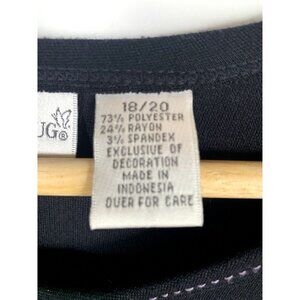 UG®
18/20
73% POLYESTER
24% RAYON
3% SPANDEX
EXCLUSIVE OF
DECORATION
MADE IN
INDONESIA
OVER FOR CARE